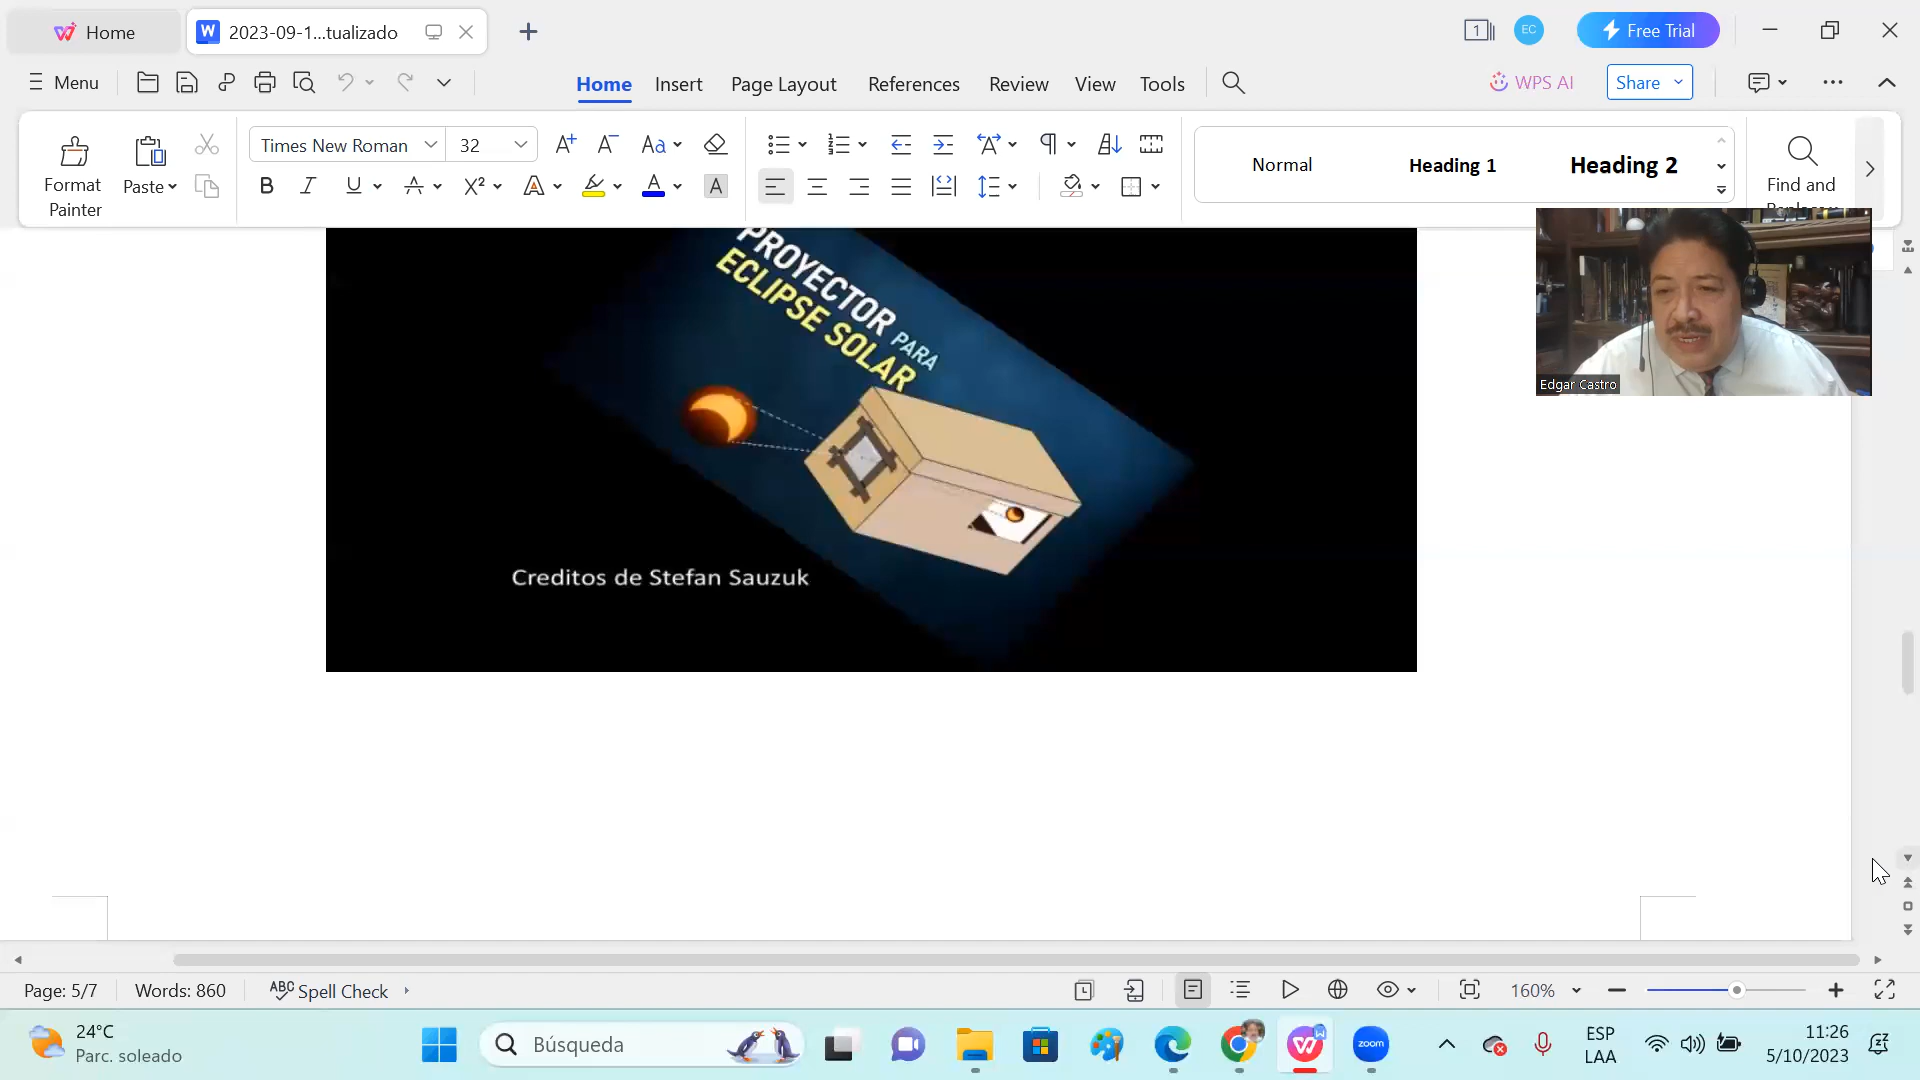 Home
2023-09-1...tualizado
1
EC
Free Trial
Menu
Home
Insert
Page Layout
References
Review
View
Tools
WPS AI
Share
Format
Painter
Paste
Times New Roman
32
Normal
Heading 1
Heading 2
Find and
PROYECTOR PARA
ECLIPSE SOLAR
Creditos de Stefan Sauzuk
Edgar Castro
Page: 5/7
Words: 860
Spell Check
160%
24°C
Parc. soleado
Búsqueda
zoom
ESP
LAA
11:26
5/10/2023